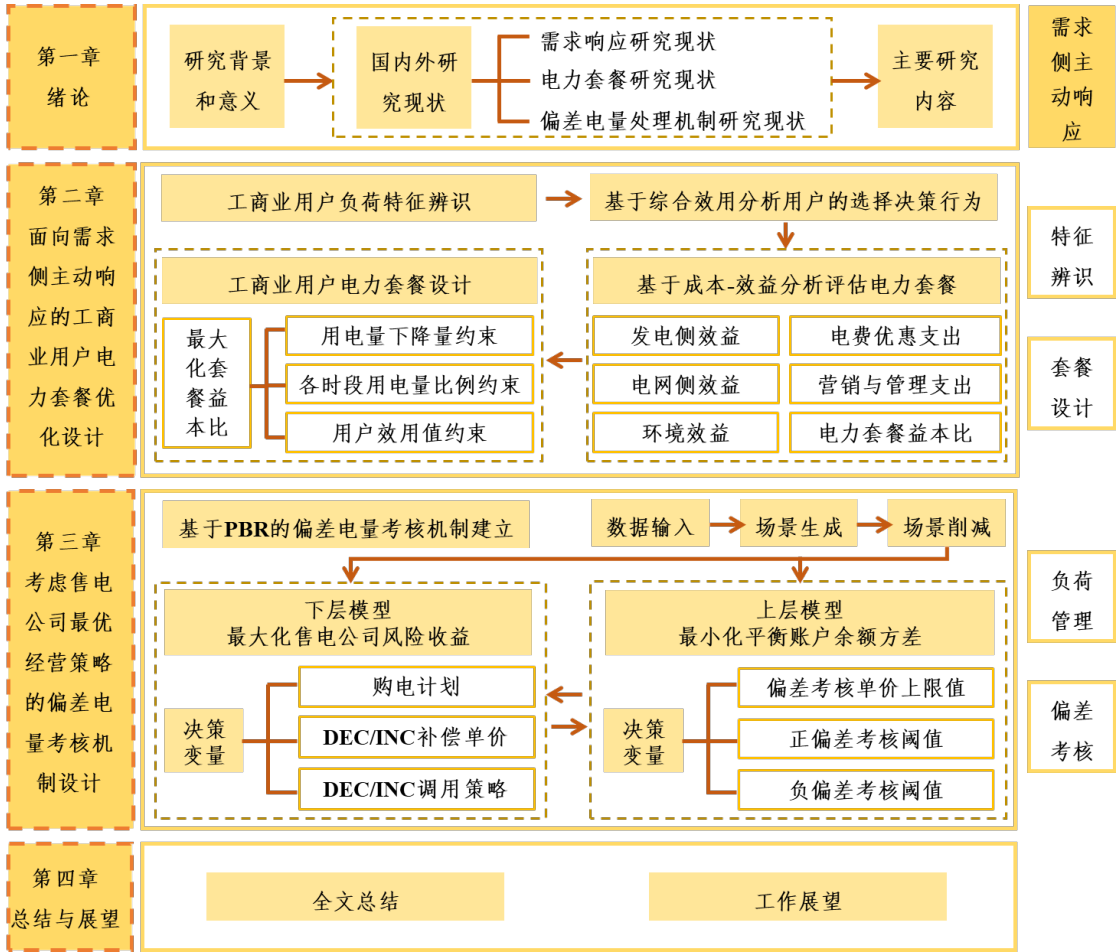 第一章
绪论
研究背景
和意义
国内外研
究现状
需求响应研究现状
电力套餐研究现状
偏差电量处理机制研究现状
主要研究
内容
需求
侧主
动响
应
第二章
面向需求
侧主动响
应的工商
业用户电
力套餐优
化设计
工商业用户负荷特征辨识
基于综合效用分析用户的选择决策行为
工商业用户电力套餐设计
最大
化套
餐益
本比
用电量下降量约束
各时段用电量比例约束
用户效用值约束
基于成本-效益分析评估电力套餐
发电侧效益
电费优惠支出
电网侧效益
营销与管理支出
环境效益
电力套餐益本比
特征
辨识
套餐
设计
第三章
考虑售电
公司最优
经营策略
的偏差电
量考核机
制设计
基于PBR的偏差电量考核机制建立
数据输入
场景生成
场景削减
下层模型
最大化售电公司风险收益
决策
变量
购电计划
DEC/INC补偿单价
DEC/INC调用策略
上层模型
最小化平衡账户余额方差
决策
变量
偏差考核单价上限值
正偏差考核阈值
负偏差考核阈值
负荷
管理
偏差
考核
第四章
总结与展望
全文总结
工作展望